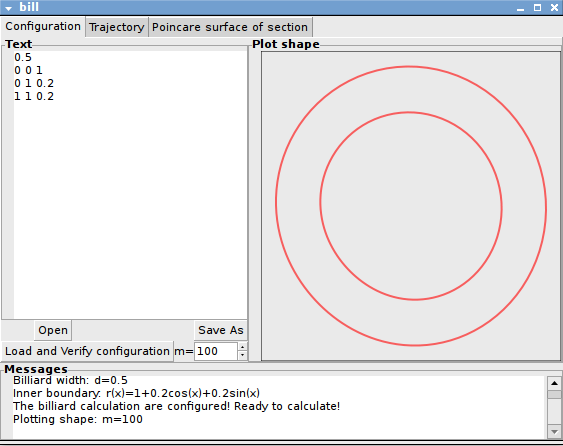 bill
Configuration Trajectory Poincare surface of section
Text
0.5
0 0 1
0 1 0.2
1 1 0.2
Plot shape
Open Save As
Load and Verify configuration m= 100
Messages
Billiard width: d=0.5
Inner boundary: r(x)=1+0.2cos(x)+0.2sin(x)
The billiard calculation are configured! Ready to calculate!
Plotting shape: m=100